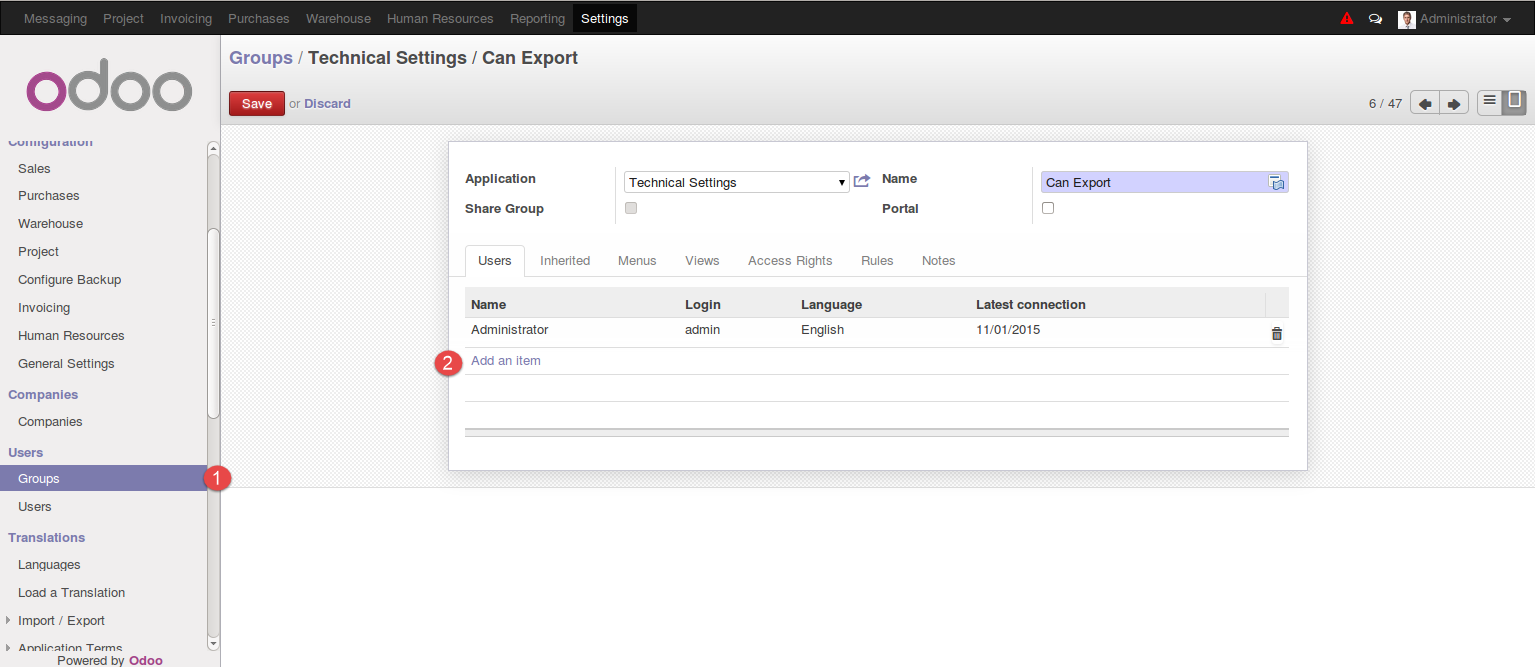 Messaging Project Invoicing Purchases Warehouse Human Resources Reporting Settings Administrator
odoo
Groups / Technical Settings / Can Export
Save or Discard
6 / 47
Configuration
Sales
Purchases
Warehouse
Project
Configure Backup
Invoicing
Human Resources
General Settings
Companies
Companies
Users
Groups 1
Users
Translations
Languages
Load a Translation
Import / Export
Application Terms
Powered by Odoo
Application Technical Settings Name Can Export
Share Group Portal
Users Inherited Menus Views Access Rights Rules Notes
Name Login Language Latest connection
Administrator admin English 11/01/2015
2 Add an item